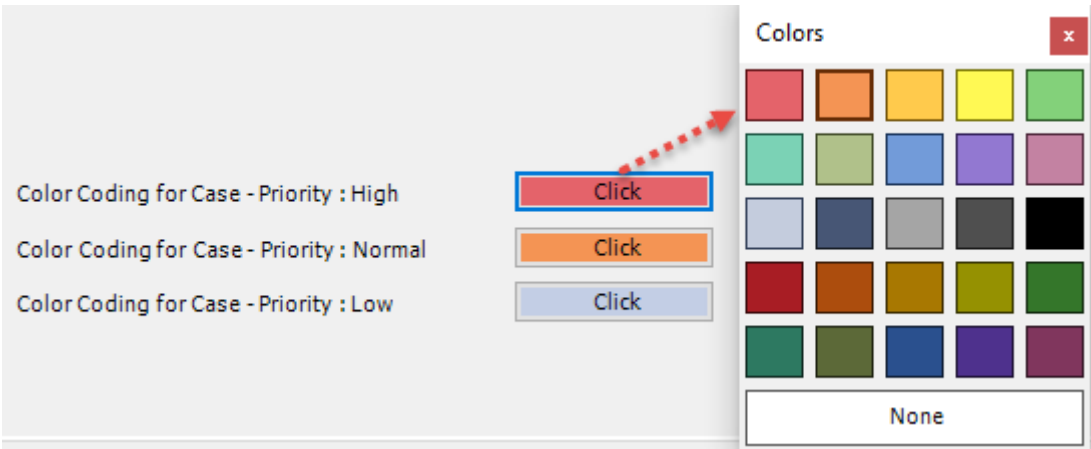 Colors
x
Color Coding for Case - Priority : High
Click
Color Coding for Case - Priority : Normal
Click
Color Coding for Case - Priority : Low
Click
None